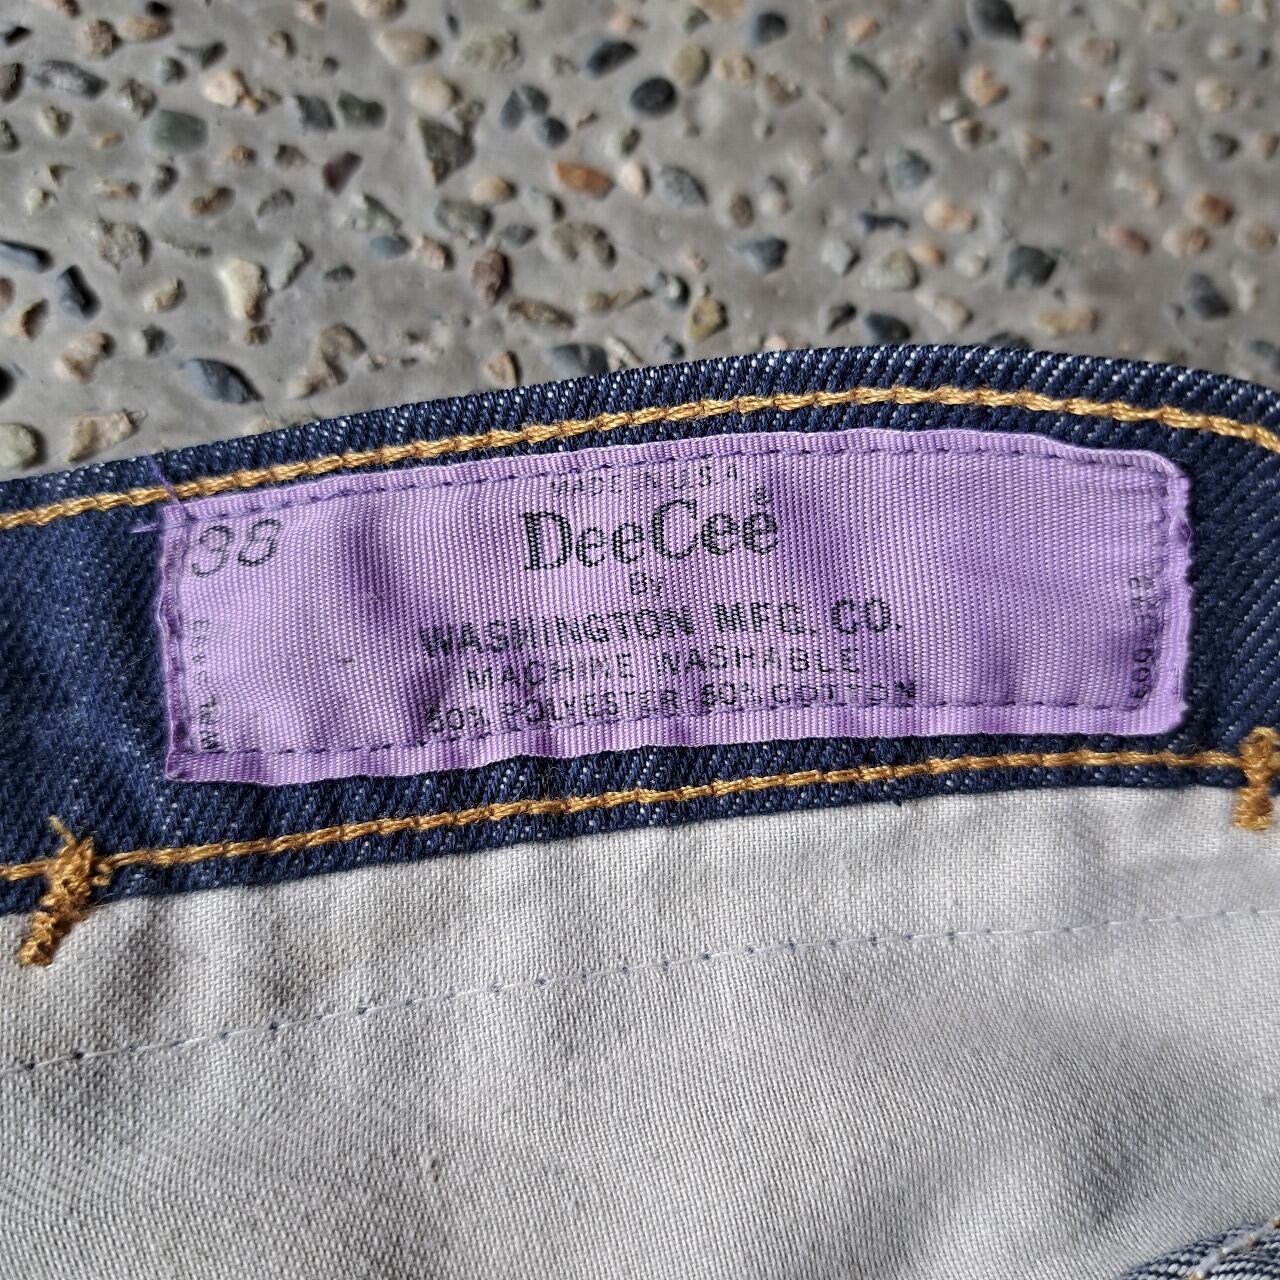 MADE IN U.S.A.
38
DeeCee®
By
WASHINGTON MFG. CO.
MACHINE WASHABLE
50% POLYESTER 50% COTTON